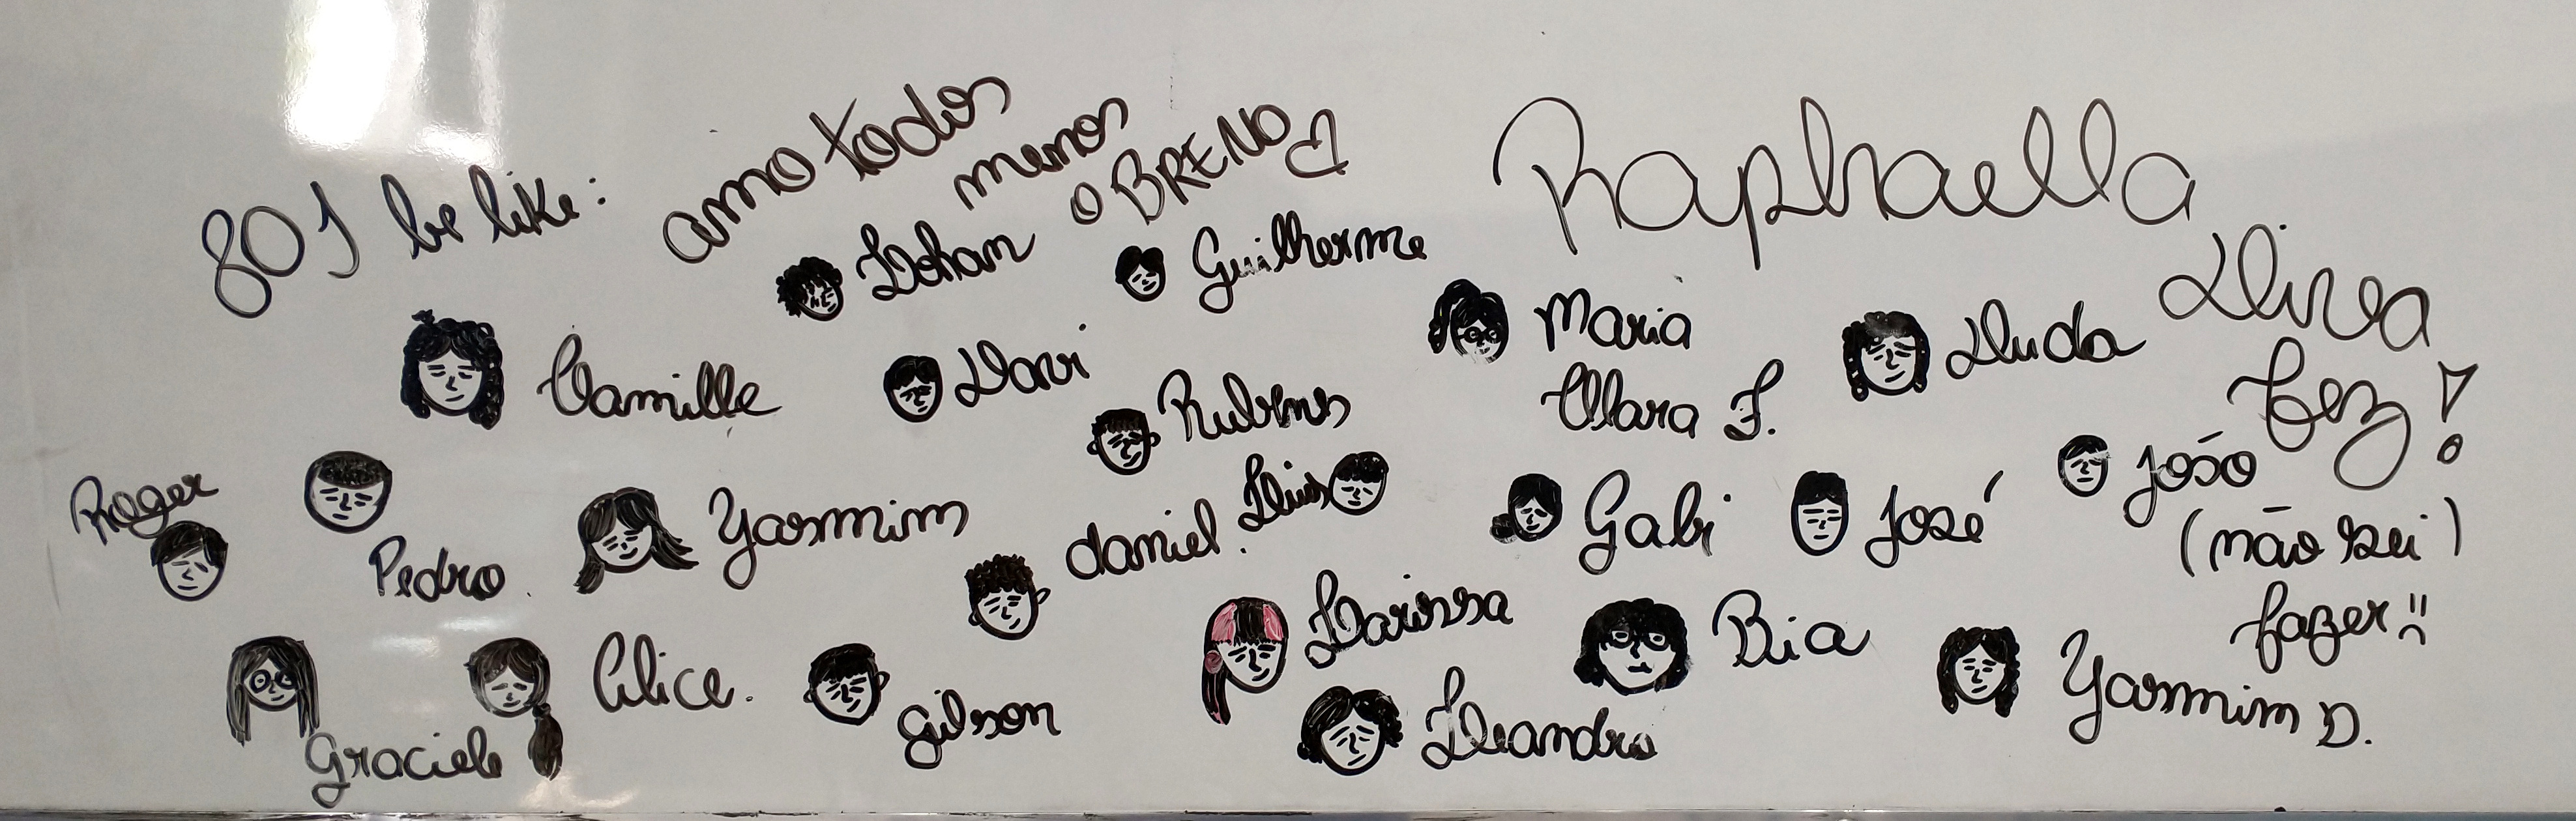 801 be like:
amo todos
menos
O BRENO
Raphaella
Diva
fez!
Lohan
Guilherme
Camille
Davi
Rubens
Maria
Clara F.
Duda
Roger
Pedro.
Yasmim
daniel.
Luis
Gabi
José
João
(não sei)
fazer
Graciele
Alice.
Gilson
Larissa
Leandro
Bia
Yasmim D.